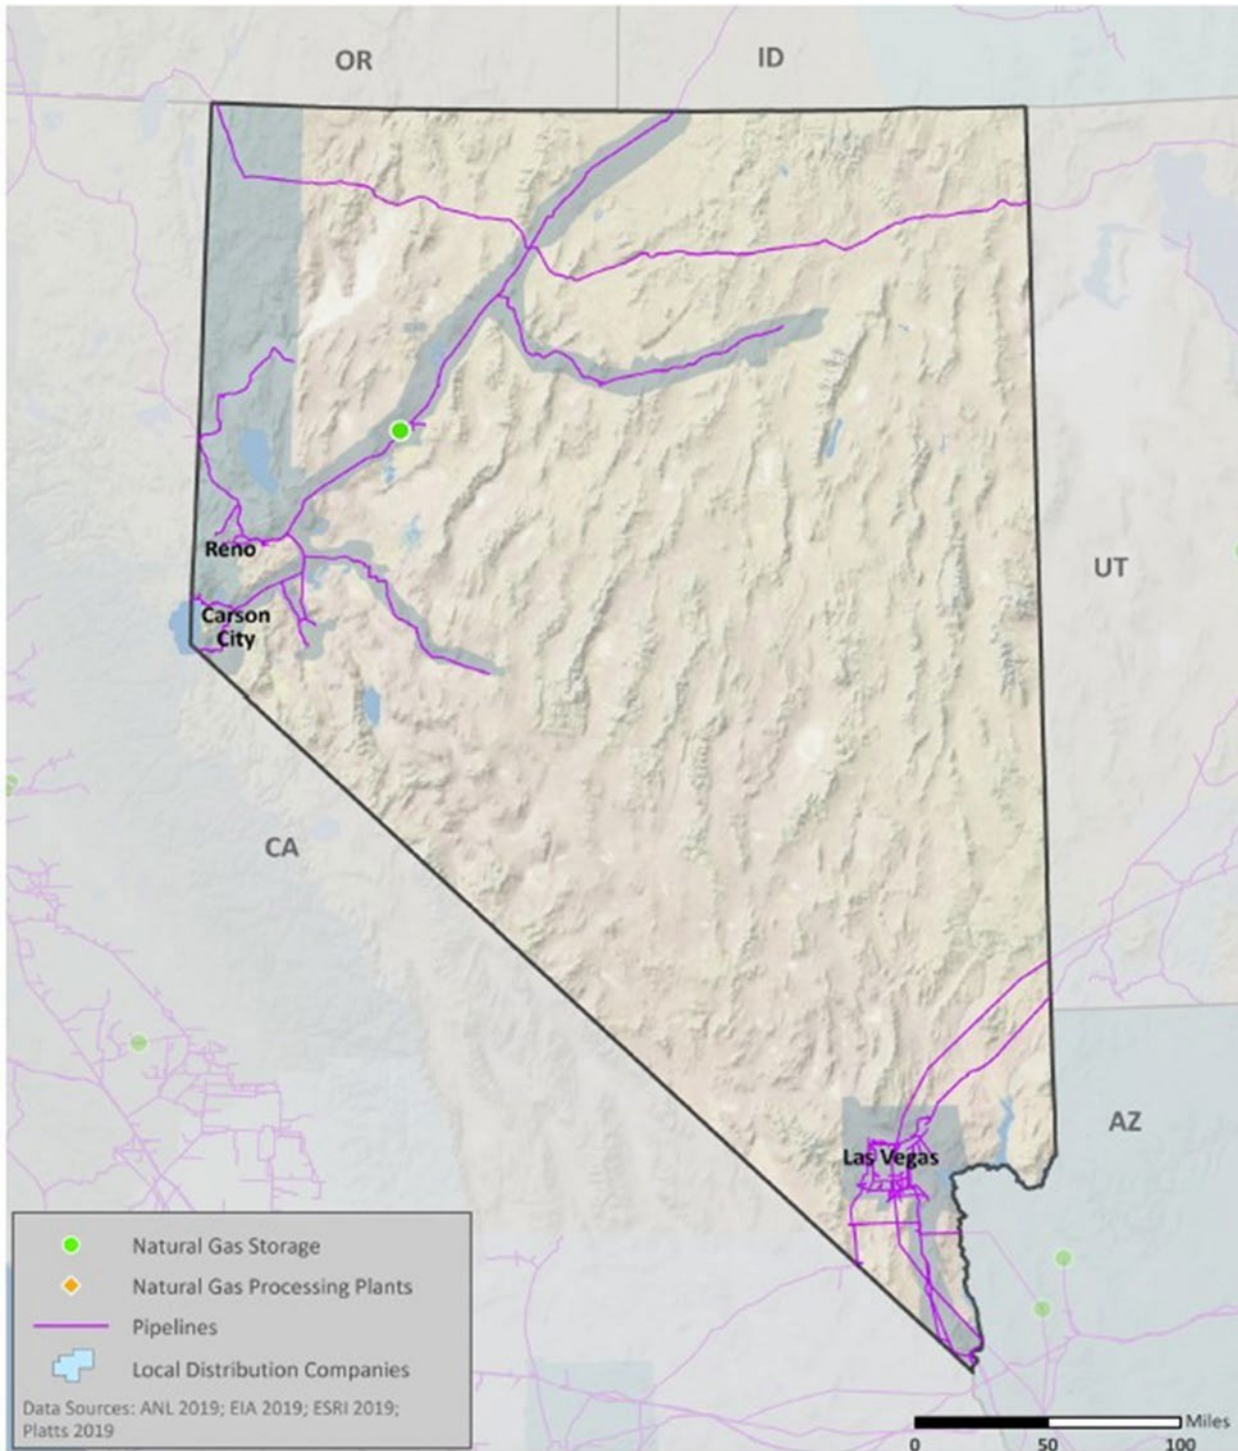 OR
ID
Reno
Carson
City
UT
CA
AZ
Las Vegas
Natural Gas Storage
Natural Gas Processing Plants
Pipelines
Local Distribution Companies
Data Sources: ANL 2019; EIA 2019; ESRI 2019;
Platts 2019
Miles
0 50 100